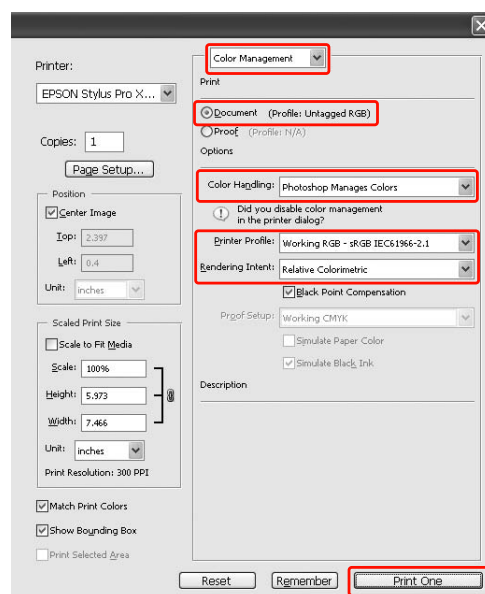 Printer:
EPSON Stylus Pro X...
Copies: 1
Page Setup...
Position
Center Image
Top: 2.397
Left: 0.4
Unit: inches
Scaled Print Size
Scale to Fit Media
Scale: 100%
Height: 5.973
Width: 7.466
Unit: inches
Print Resolution: 300 PPI
Match Print Colors
Show Bounding Box
Print Selected Area
Color Management
Print
Document (Profile: Untagged RGB)
Proof (Profile: N/A)
Options
Color Handling: Photoshop Manages Colors
Did you disable color management
in the printer dialog?
Printer Profile: Working RGB - sRGB IEC61966-2.1
Rendering Intent: Relative Colorimetric
Black Point Compensation
Proof Setup: Working CMYK
Simulate Paper Color
Simulate Black Ink
Description
Reset Remember Print One